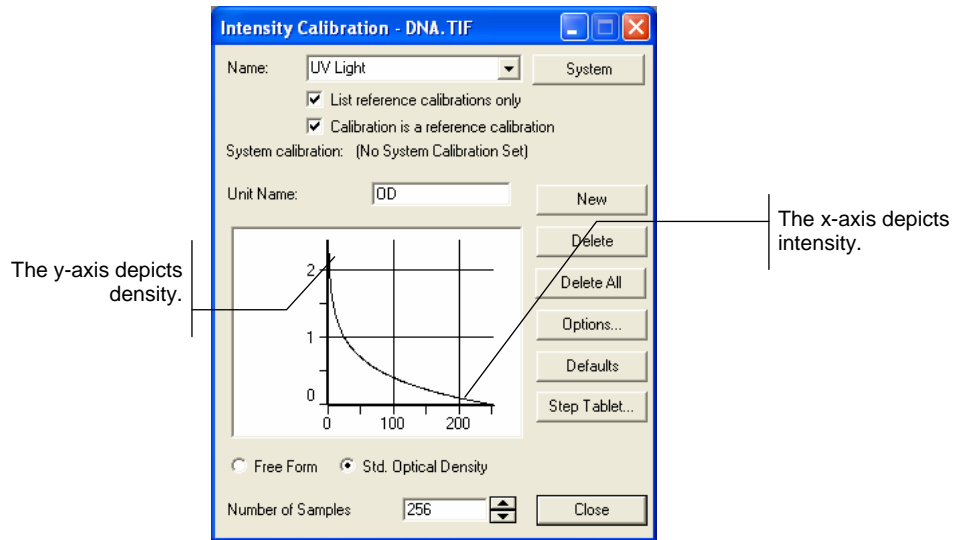 Intensity Calibration - DNA.TIF
Name: UV Light System
List reference calibrations only
Calibration is a reference calibration
System calibration: (No System Calibration Set)
Unit Name: OD New
Delete
Delete All
Options...
Defaults
Step Tablet...
The y-axis depicts
density.
The x-axis depicts
intensity.
2
1
0
0 100 200
Free Form Std. Optical Density
Number of Samples 256 Close